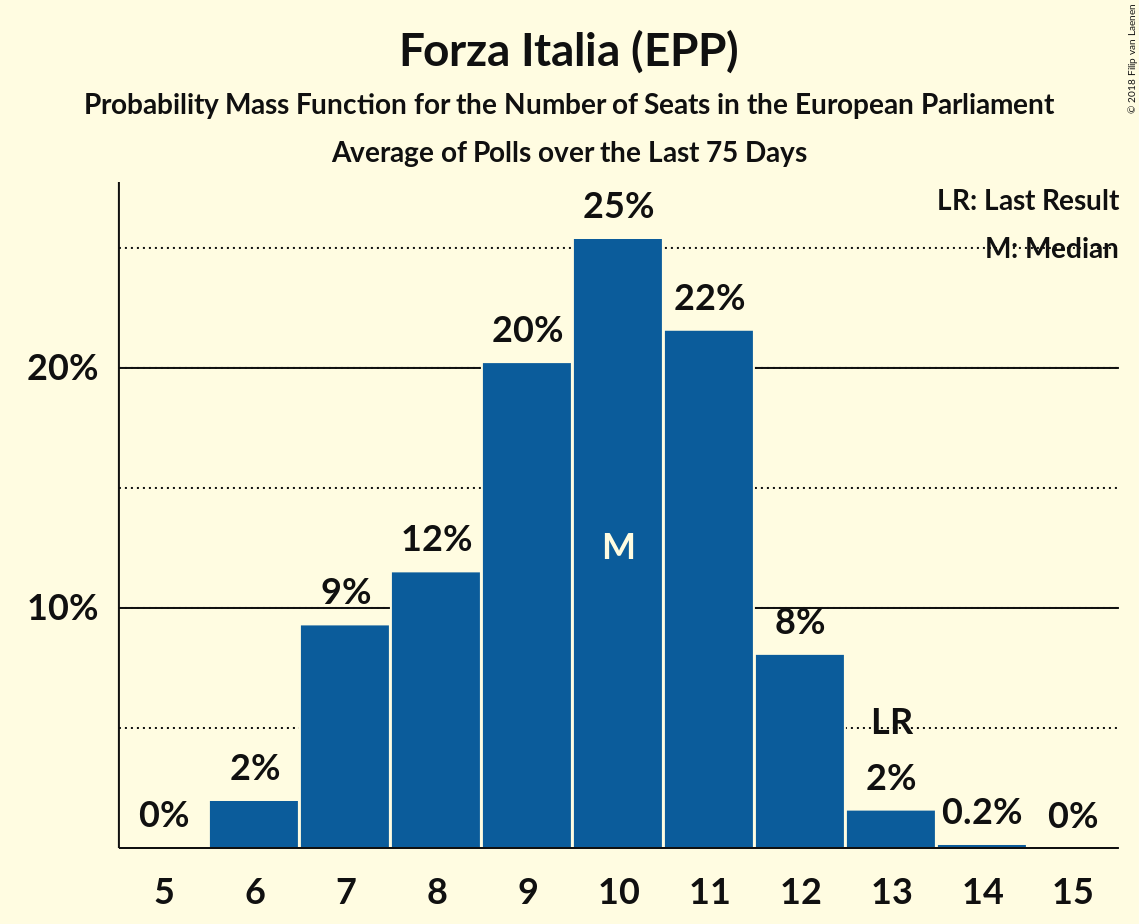 Forza Italia (EPP)
Probability Mass Function for the Number of Seats in the European Parliament
Average of Polls over the Last 75 Days
© 2018 Filip van Laenen
LR: Last Result
M: Median
25%
22%
20%
20%
12%
M
9%
10%
8%
LR
2%
2%
0%
0.2%
0%
5 6 7 8 9 10 11 12 13 14 15